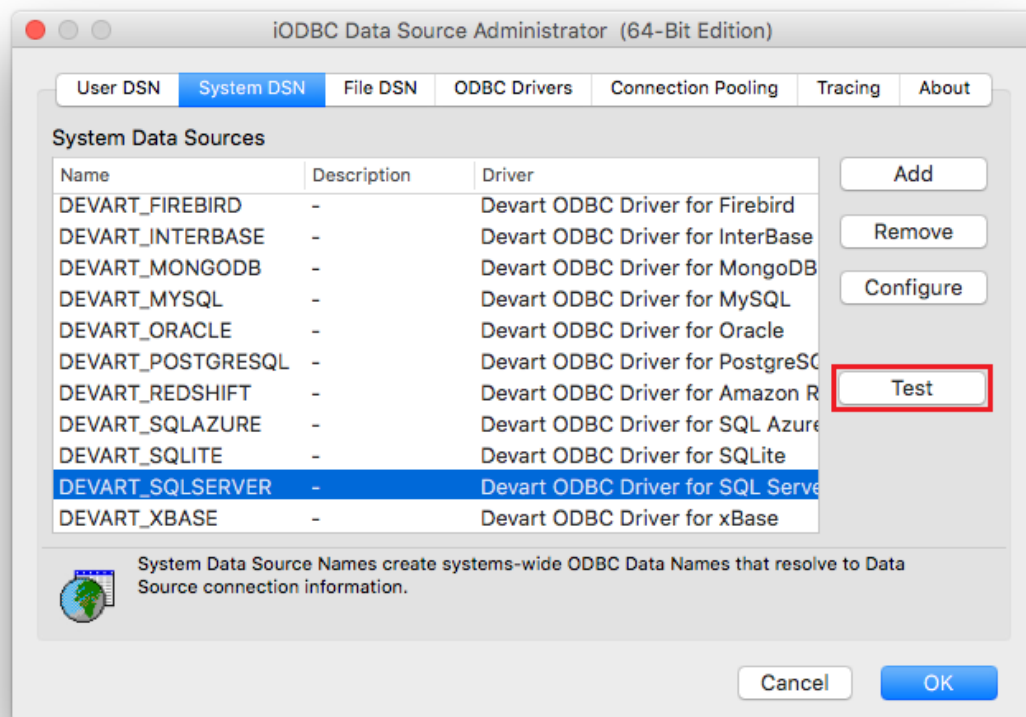 iODBC Data Source Administrator (64-Bit Edition)
User DSN System DSN File DSN ODBC Drivers Connection Pooling Tracing About
System Data Sources
Name Description Driver
DEVART_FIREBIRD - Devart ODBC Driver for Firebird
DEVART_INTERBASE - Devart ODBC Driver for InterBase
DEVART_MONGODB - Devart ODBC Driver for MongoDB
DEVART_MYSQL - Devart ODBC Driver for MySQL
DEVART_ORACLE - Devart ODBC Driver for Oracle
DEVART_POSTGRESQL - Devart ODBC Driver for PostgreSQ
DEVART_REDSHIFT - Devart ODBC Driver for Amazon R
DEVART_SQLAZURE - Devart ODBC Driver for SQL Azure
DEVART_SQLITE - Devart ODBC Driver for SQLite
DEVART_SQLSERVER - Devart ODBC Driver for SQL Serve
DEVART_XBASE - Devart ODBC Driver for xBase
Add
Remove
Configure
Test
System Data Source Names create systems-wide ODBC Data Names that resolve to Data
Source connection information.
Cancel OK